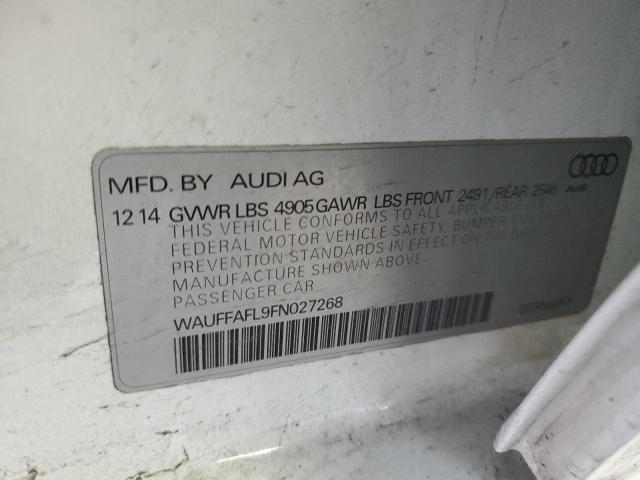 MFD. BY AUDI AG
Audi
12 14 GVWR LBS 4905 GAWR LBS FRONT 2491/REAR 2546
THIS VEHICLE CONFORMS TO ALL APPLICABLE U.S.
FEDERAL MOTOR VEHICLE SAFETY, BUMPER AND THEFT
PREVENTION STANDARDS IN EFFECT ON THE DATE OF
MANUFACTURE SHOWN ABOVE.
PASSENGER CAR
WAUFFAFL9FN027268
GERMANY